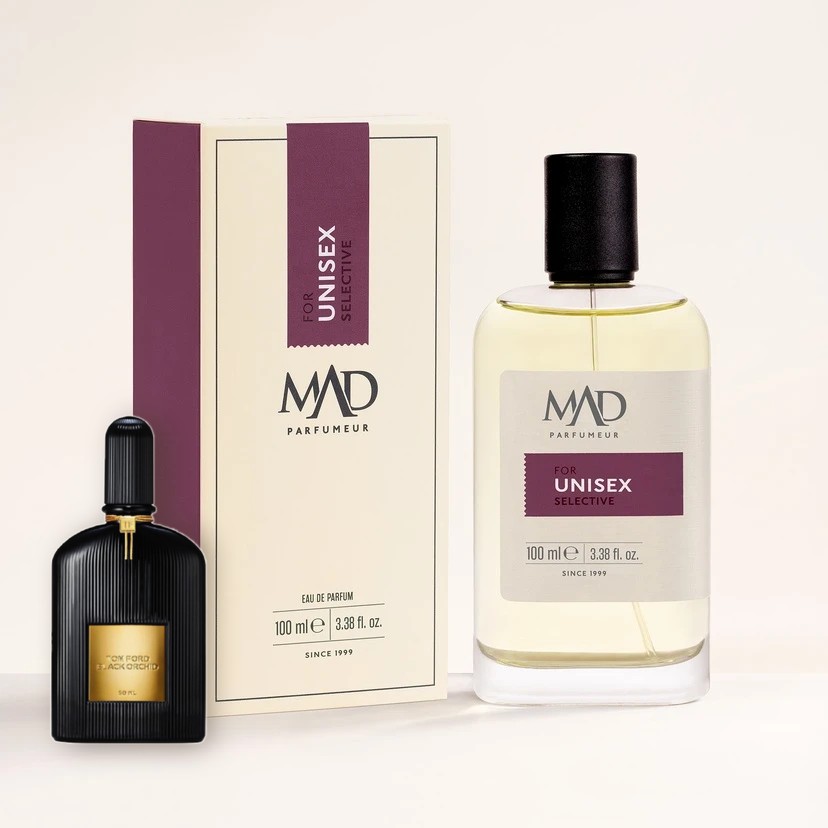 FOR
UNISEX
SELECTIVE
MAD
PARFUMEUR
EAU DE PARFUM
100 ml e 3.38 fl. oz.
SINCE 1999
MAD
PARFUMEUR
FOR
UNISEX
SELECTIVE
100 ml e 3.38 fl. oz.
SINCE 1999
TOM FORD
BLACK ORCHID
50 ML